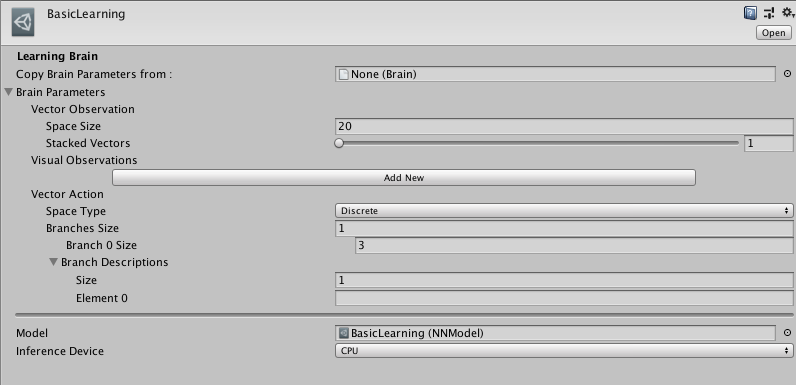 BasicLearning
Open
Learning Brain
Copy Brain Parameters from : None (Brain)
Brain Parameters
Vector Observation
Space Size 20
Stacked Vectors 1
Visual Observations
Add New
Vector Action
Space Type Discrete
Branches Size 1
Branch 0 Size 3
Branch Descriptions
Size 1
Element 0
Model BasicLearning (NNModel)
Inference Device CPU